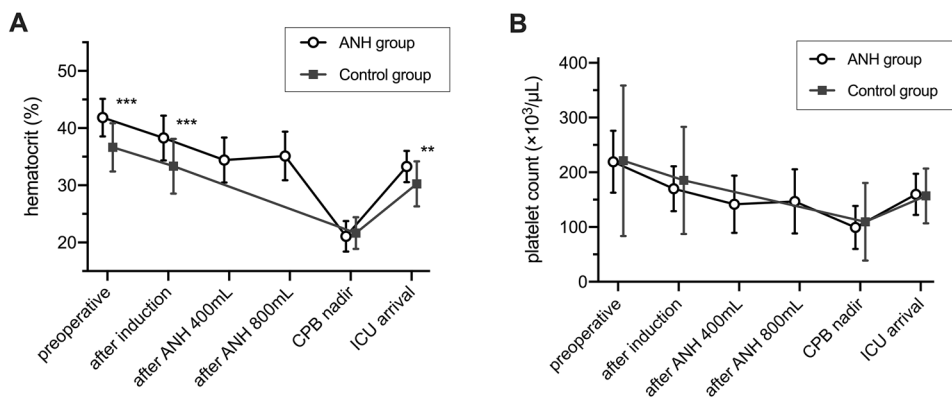 A
ANH group
Control group
hematocrit (%)
50
40
30
20
***
***
**
preoperative
after induction
after ANH 400mL
after ANH 800mL
CPB nadir
ICU arrival
B
ANH group
Control group
platelet count (×10³/μL)
400
300
200
100
0
preoperative
after induction
after ANH 400mL
after ANH 800mL
CPB nadir
ICU arrival